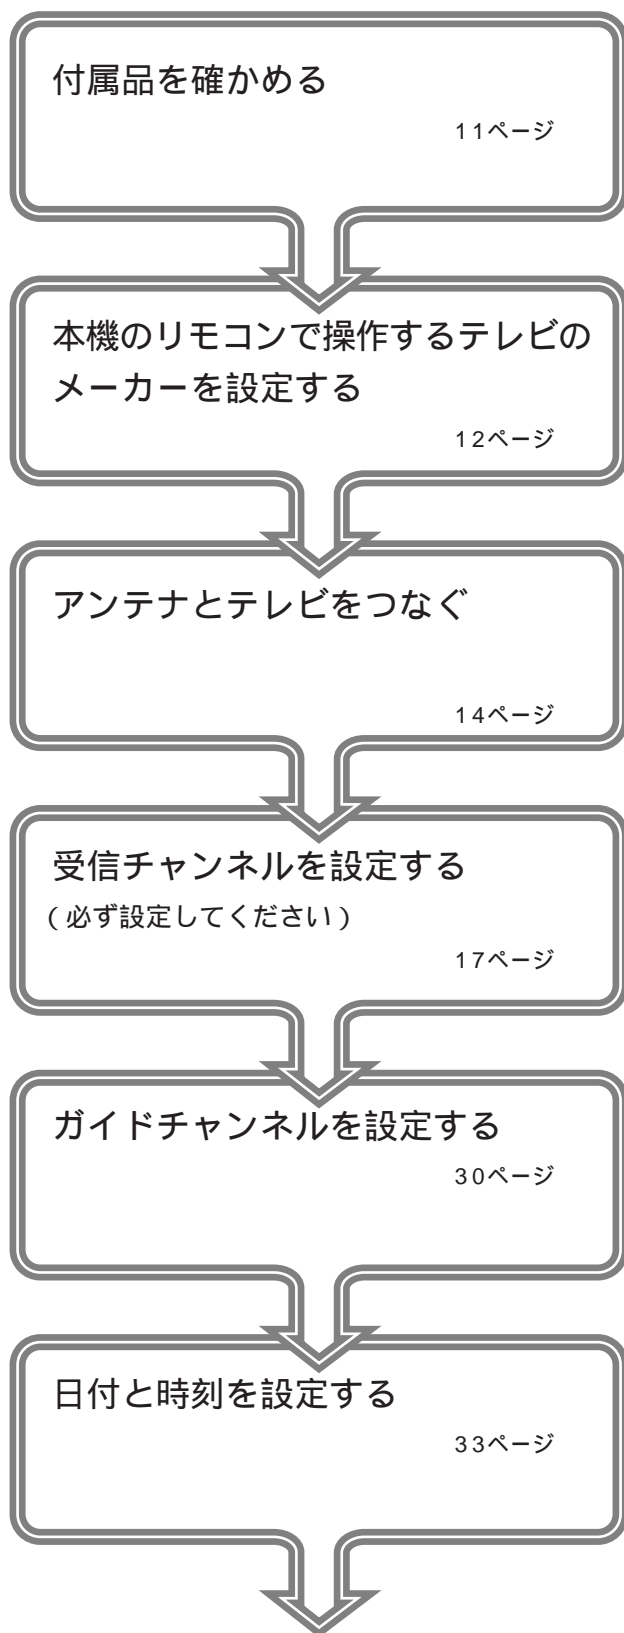 付属品を確かめる
11ページ
本機のリモコンで操作するテレビの
メーカーを設定する
12ページ
アンテナとテレビをつなぐ
14ページ
受信チャンネルを設定する
(必ず設定してください)
17ページ
ガイドチャンネルを設定する
30ページ
日付と時刻を設定する
33ページ